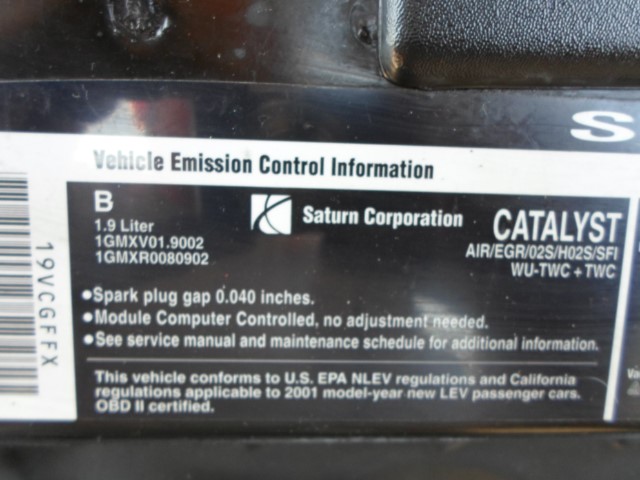 S
Vehicle Emission Control Information
B
1.9 Liter
1GMXV01.9002
1GMXR0080902
Saturn Corporation
CATALYST
AIR/EGR/02S/H02S/SFI
WU-TWC + TWC
•Spark plug gap 0.040 inches.
•Module Computer Controlled, no adjustment needed.
•See service manual and maintenance schedule for additional information.
This vehicle conforms to U.S. EPA NLEV regulations and California
regulations applicable to 2001 model-year new LEV passenger cars.
OBD II certified.
19VCGFFX